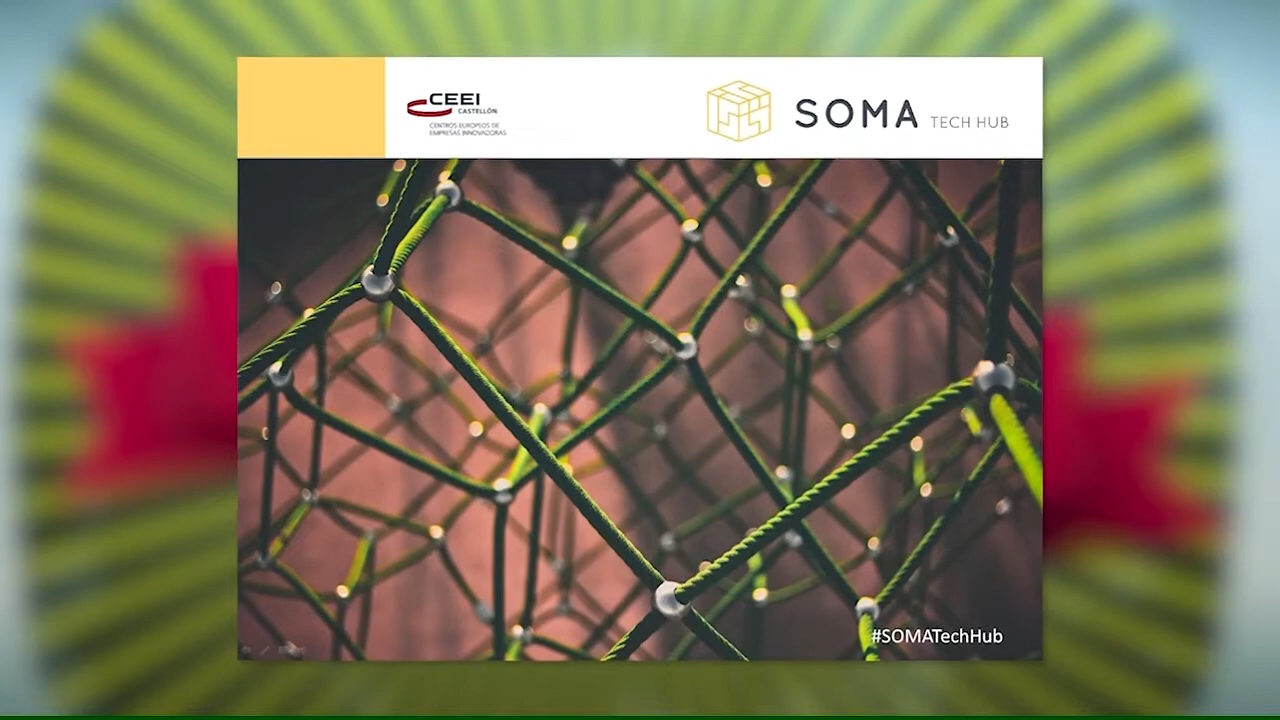 CEEI
CASTELLÓN
CENTROS EUROPEOS DE
EMPRESAS INNOVADORAS
SOMA TECH HUB
#SOMATechHub